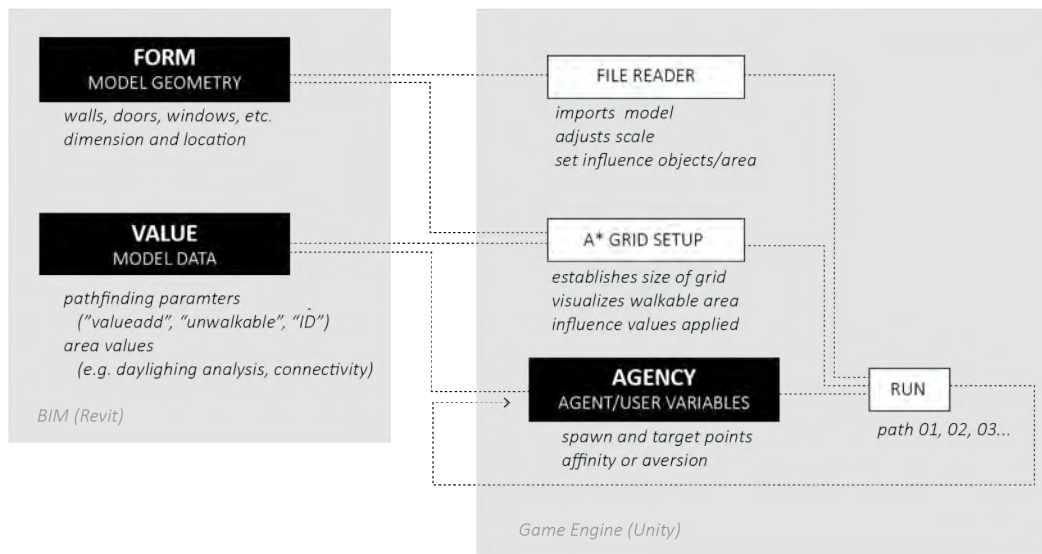 FORM
MODEL GEOMETRY
walls, doors, windows, etc.
dimension and location
VALUE
MODEL DATA
pathfinding paramters
("valueadd", "unwalkable", "ID")
area values
(e.g. daylighing analysis, connectivity)
BIM (Revit)
FILE READER
imports model
adjusts scale
set influence objects/area
A* GRID SETUP
establishes size of grid
visualizes walkable area
influence values applied
AGENCY
AGENT/USER VARIABLES
spawn and target points
affinity or aversion
RUN
path 01, 02, 03...
Game Engine (Unity)